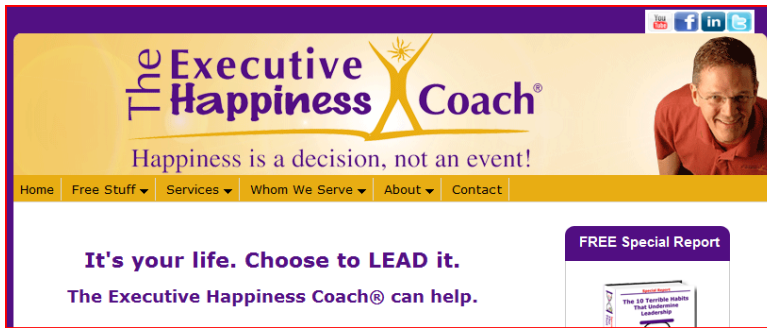 You
Tube
f
in
The Executive
Happiness Coach®
Happiness is a decision, not an event!
Home Free Stuff Services Whom We Serve About Contact
It's your life. Choose to LEAD it.
The Executive Happiness Coach® can help.
FREE Special Report
Special Report
The 10 Terrible Habits
That Undermine
Leadership